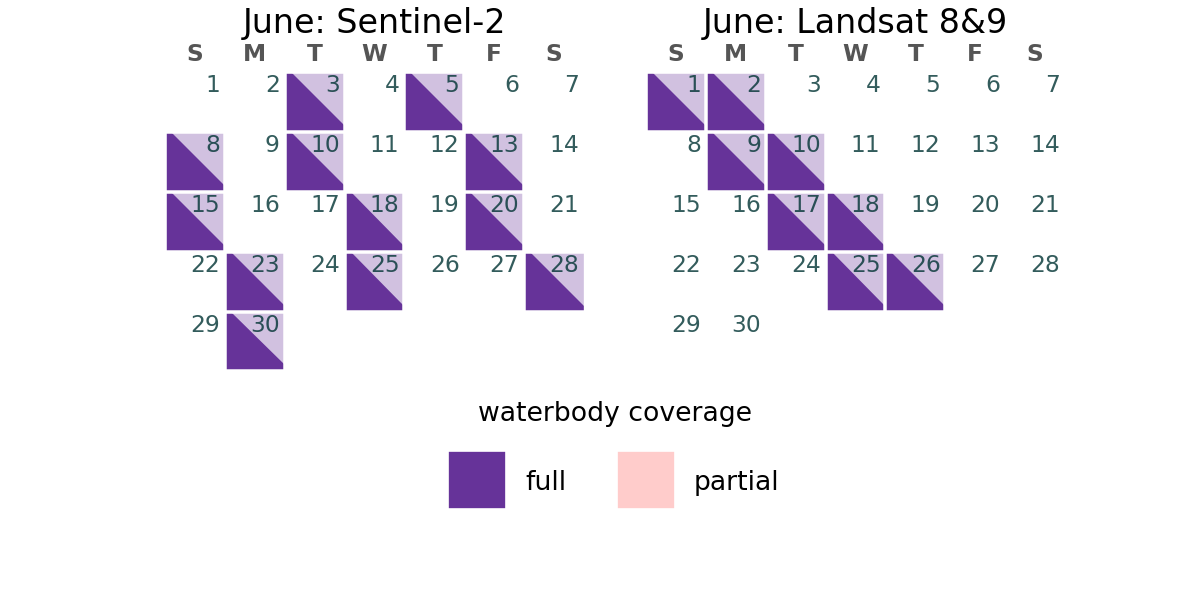 June: Sentinel-2
S M T W T F S
1 2 3 4 5 6 7
8 9 10 11 12 13 14
15 16 17 18 19 20 21
22 23 24 25 26 27 28
29 30
June: Landsat 8&9
S M T W T F S
1 2 3 4 5 6 7
8 9 10 11 12 13 14
15 16 17 18 19 20 21
22 23 24 25 26 27 28
29 30
waterbody coverage
full partial